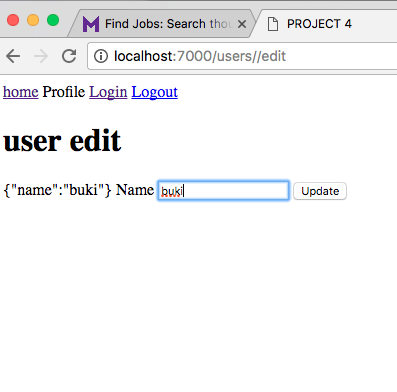 Find Jobs: Search thou
PROJECT 4
localhost:7000/users//edit
home Profile Login Logout
user edit
{"name":"buki"} Name buki Update